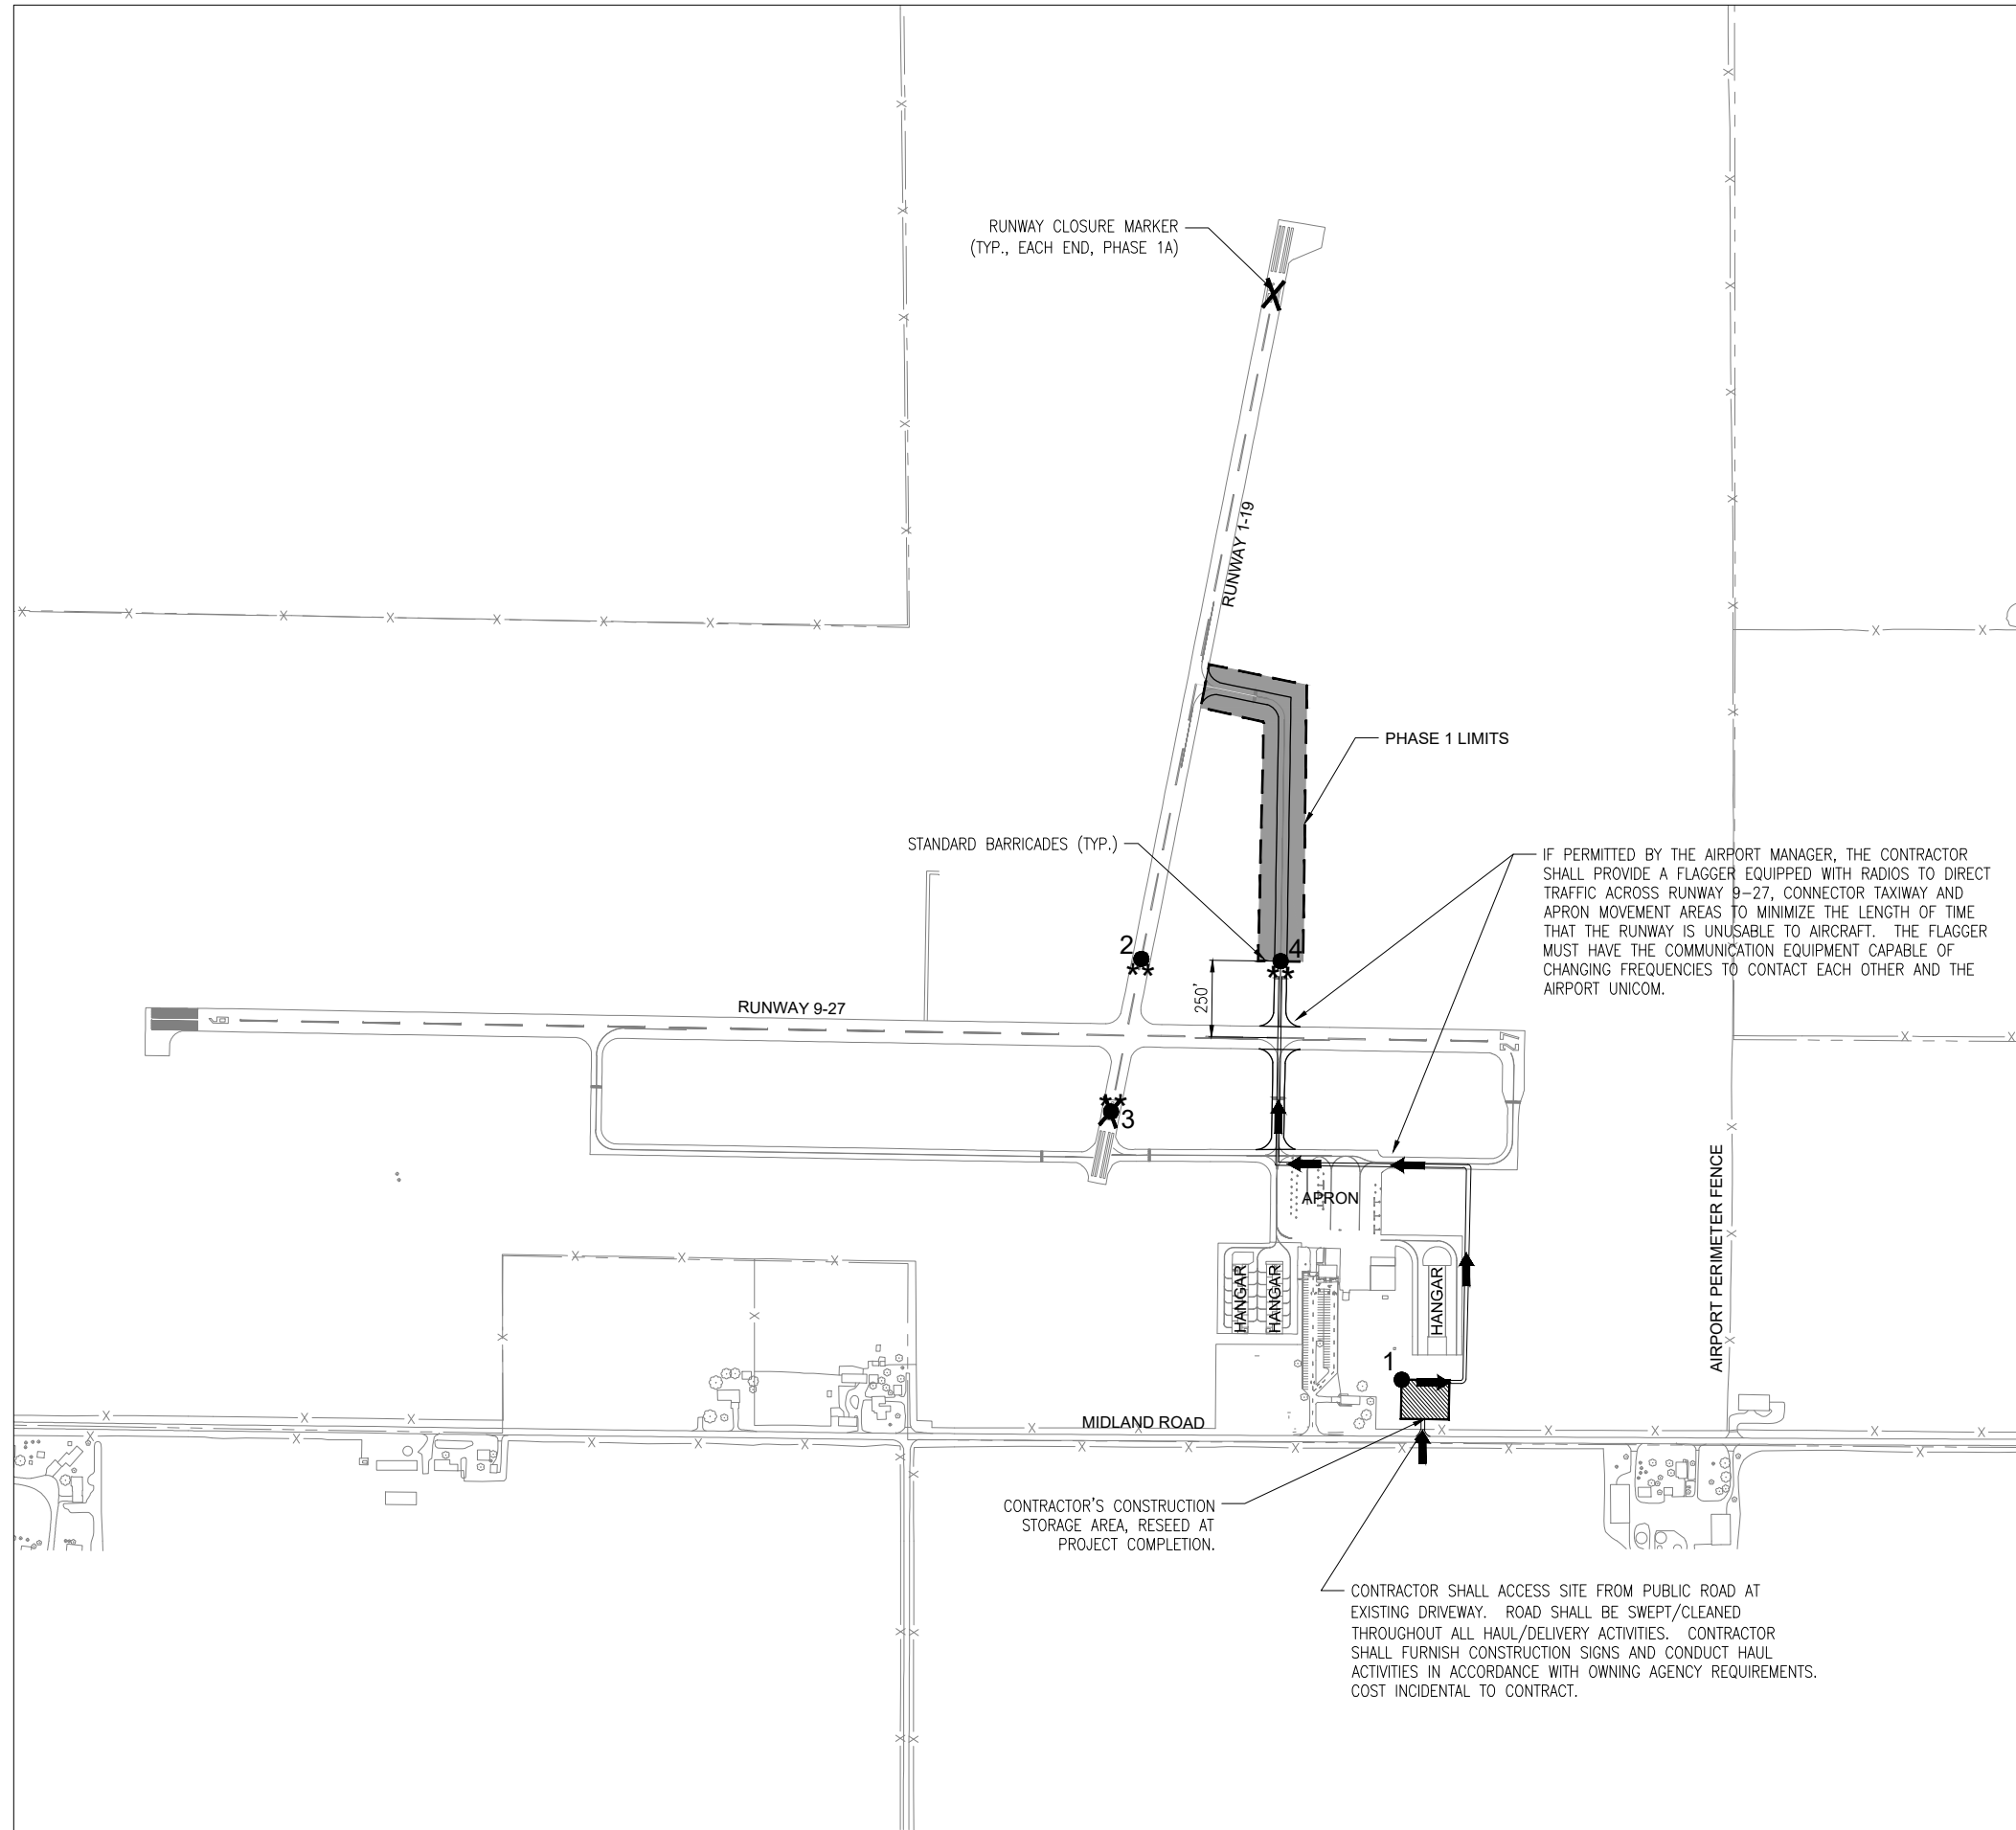 RUNWAY CLOSURE MARKER
(TYP., EACH END, PHASE 1A)
RUNWAY 1-19
PHASE 1 LIMITS
STANDARD BARRICADES (TYP.)
IF PERMITTED BY THE AIRPORT MANAGER, THE CONTRACTOR
SHALL PROVIDE A FLAGGER EQUIPPED WITH RADIOS TO DIRECT
TRAFFIC ACROSS RUNWAY 9-27, CONNECTOR TAXIWAY AND
APRON MOVEMENT AREAS TO MINIMIZE THE LENGTH OF TIME
THAT THE RUNWAY IS UNUSABLE TO AIRCRAFT. THE FLAGGER
MUST HAVE THE COMMUNICATION EQUIPMENT CAPABLE OF
CHANGING FREQUENCIES TO CONTACT EACH OTHER AND THE
AIRPORT UNICOM.
2
4
250'
RUNWAY 9-27
9
27
3
APRON
AIRPORT PERIMETER FENCE
HANGAR
HANGAR
HANGAR
1
MIDLAND ROAD
CONTRACTOR'S CONSTRUCTION
STORAGE AREA, RESEED AT
PROJECT COMPLETION.
CONTRACTOR SHALL ACCESS SITE FROM PUBLIC ROAD AT
EXISTING DRIVEWAY. ROAD SHALL BE SWEPT/CLEANED
THROUGHOUT ALL HAUL/DELIVERY ACTIVITIES. CONTRACTOR
SHALL FURNISH CONSTRUCTION SIGNS AND CONDUCT HAUL
ACTIVITIES IN ACCORDANCE WITH OWNING AGENCY REQUIREMENTS.
COST INCIDENTAL TO CONTRACT.